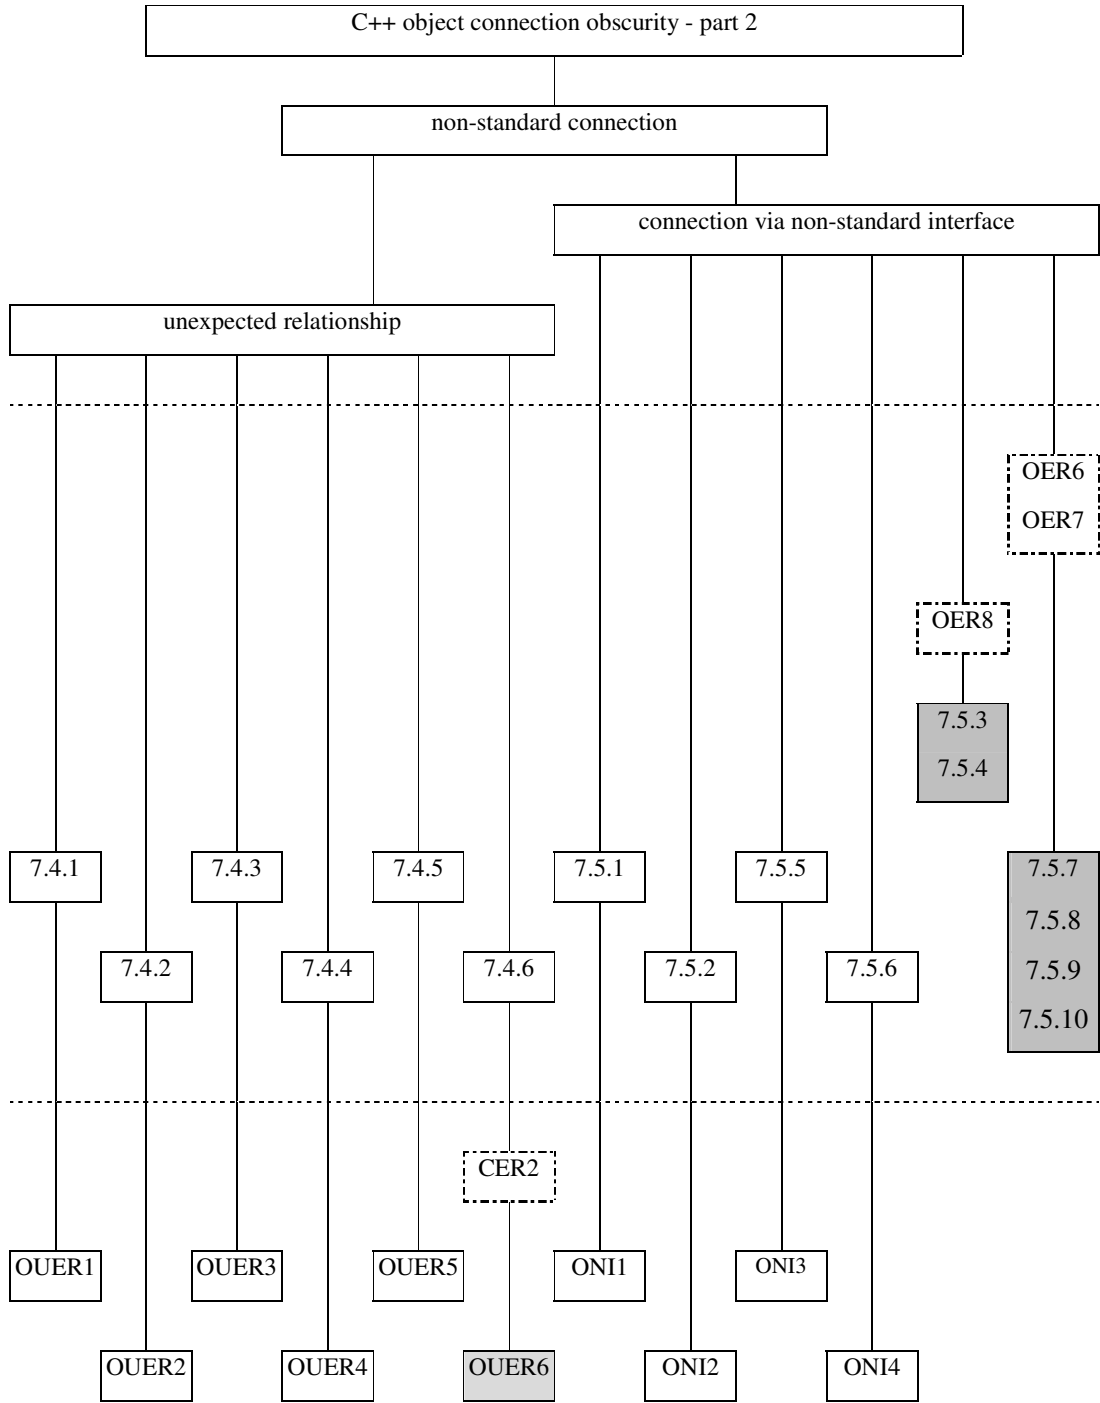 C++ object connection obscurity - part 2
non-standard connection
connection via non-standard interface
unexpected relationship
OER6
OER7
OER8
7.5.3
7.5.4
7.4.1
7.4.3
7.4.5
7.5.1
7.5.5
7.5.7
7.5.8
7.4.2
7.4.4
7.4.6
7.5.2
7.5.6
7.5.9
7.5.10
CER2
OUER1
OUER3
OUER5
ONI1
ONI3
OUER2
OUER4
OUER6
ONI2
ONI4